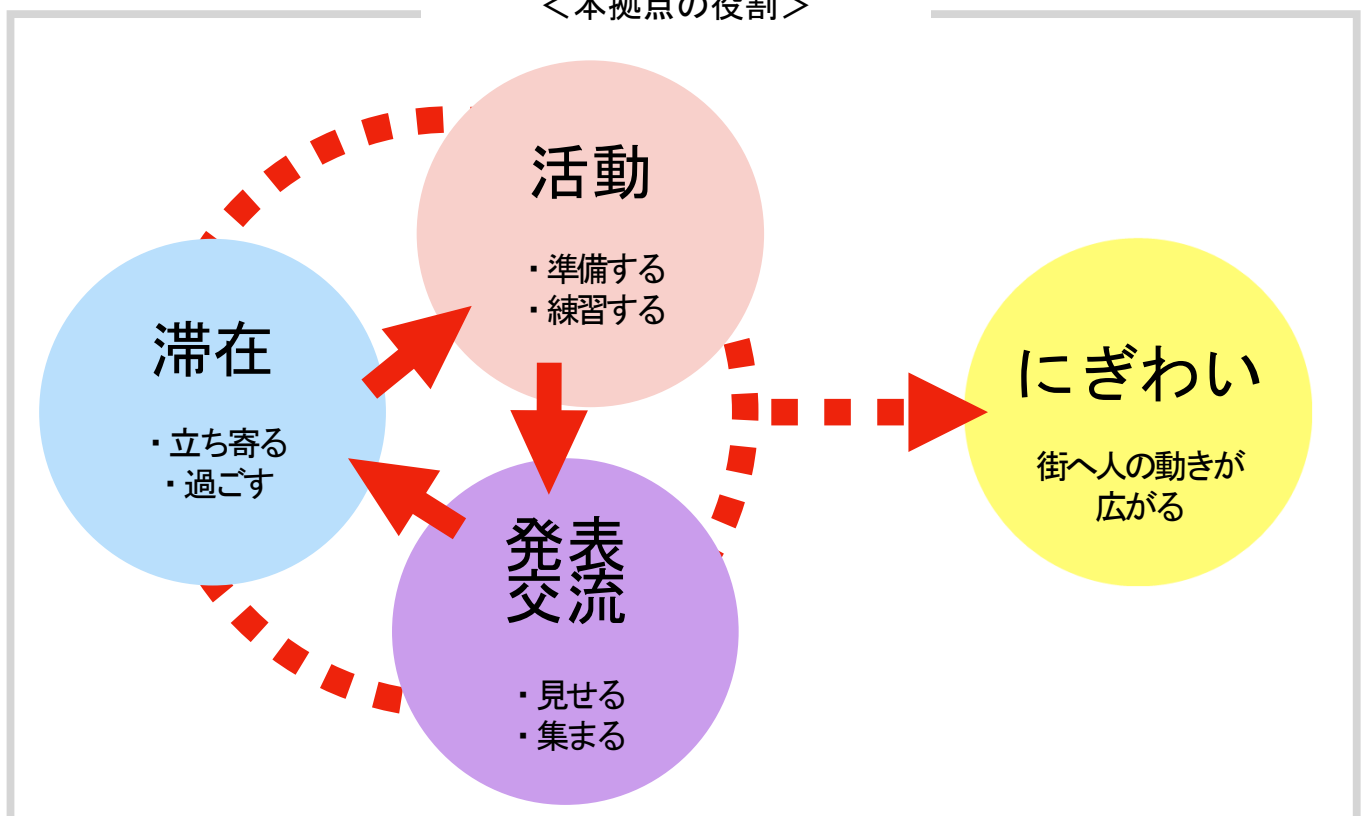 ＜本拠点の役割＞
活動
・準備する
・練習する
滞在
・立ち寄る
・過ごす
発表
交流
・見せる
・集まる
にぎわい
街へ人の動きが
広がる